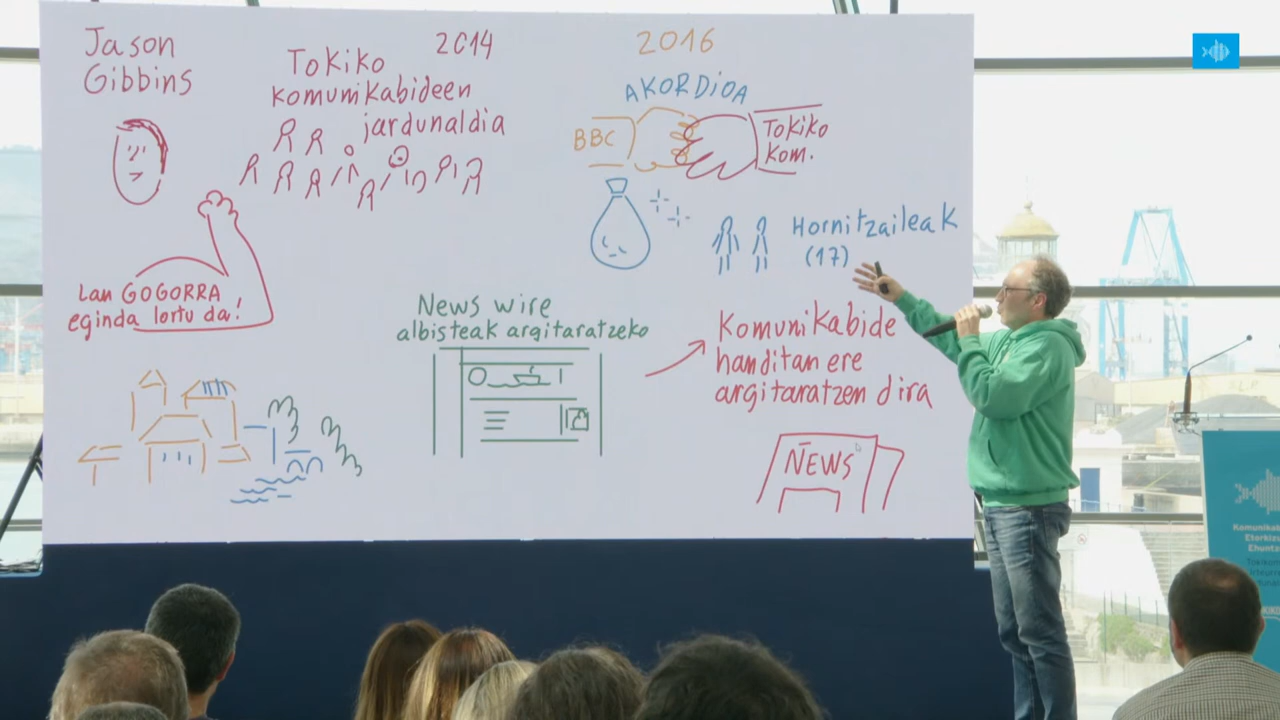 Jason
Gibbins
2014
Tokiko
komunikabideen
jardunaldia
2016
AKORDIOA
BBC
Tokiko
kom.
Hornitzaileak
(17)
Lan GOGORRA
eginda lortu da!
News wire
albisteak argitaratzeko
Komunikabide
handitan ere
argitaratzen dira
NEWS